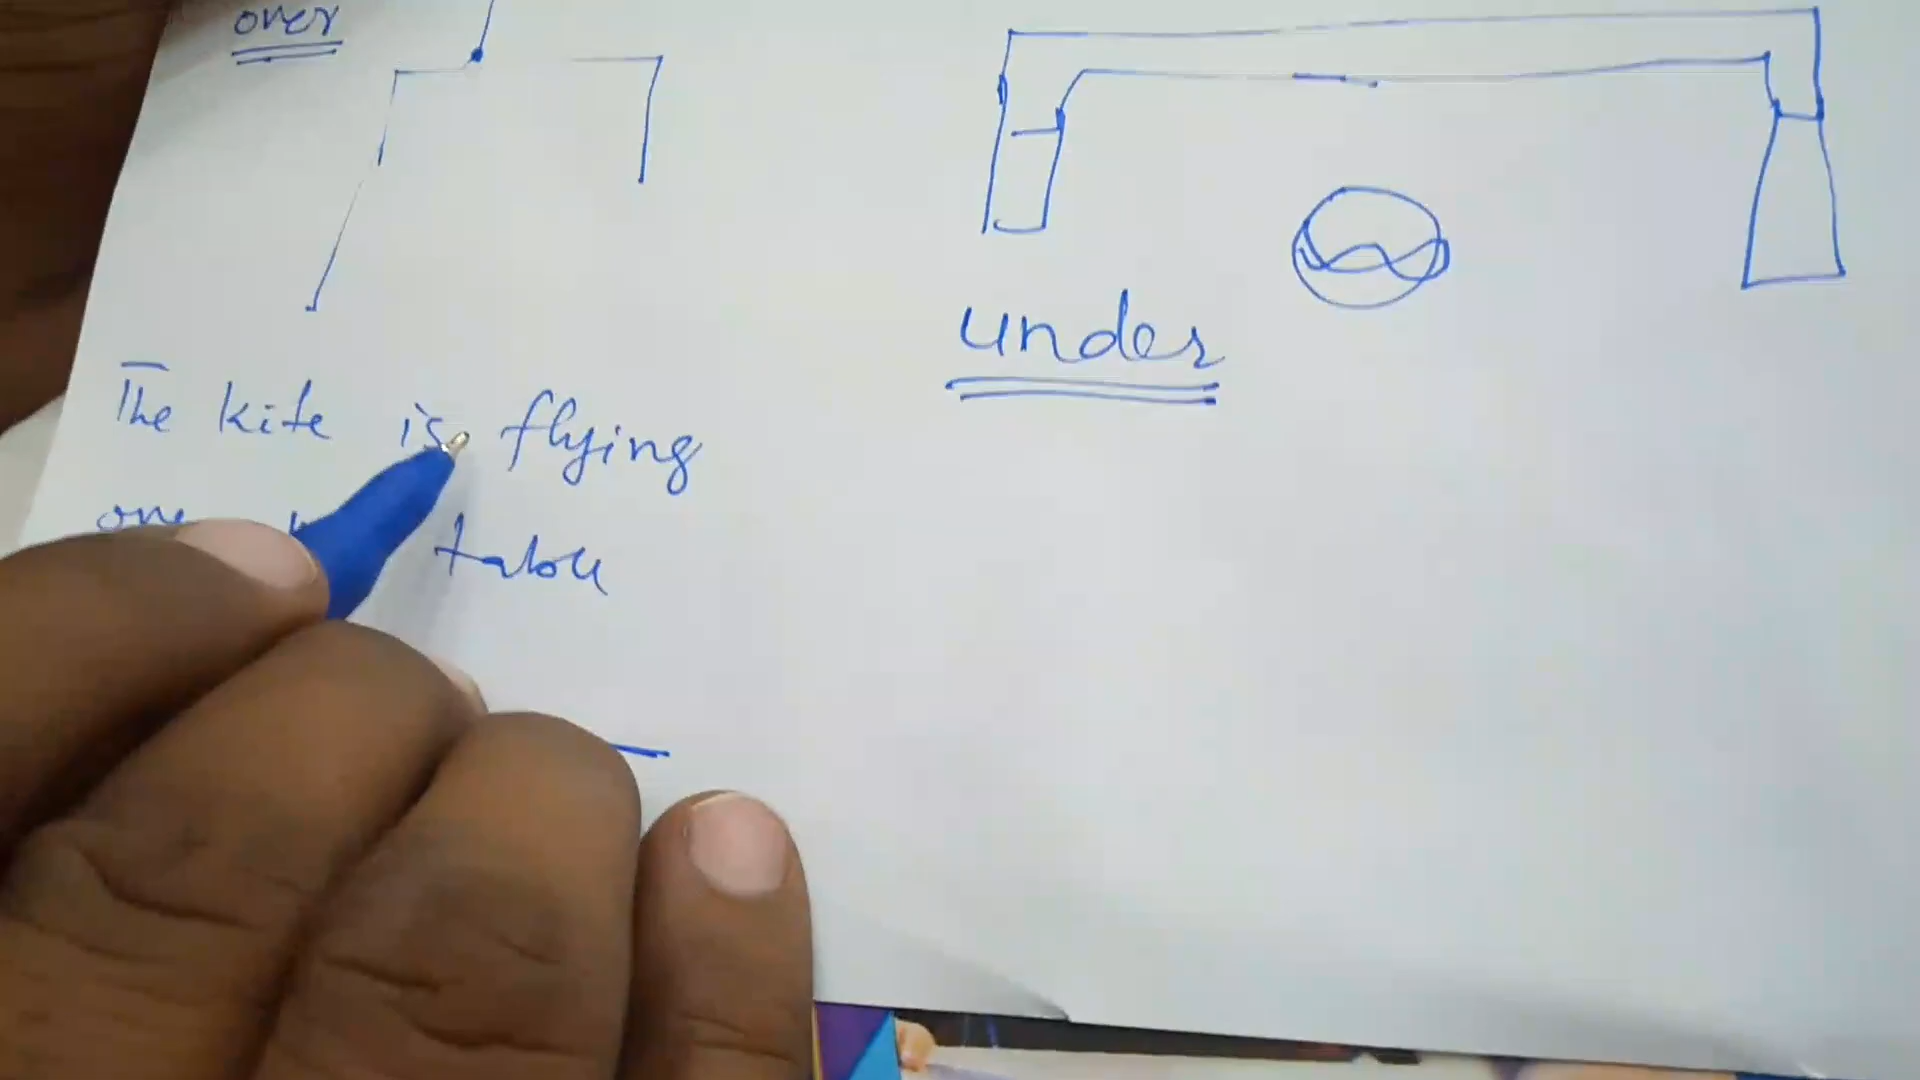 over
under
The kite is flying
table